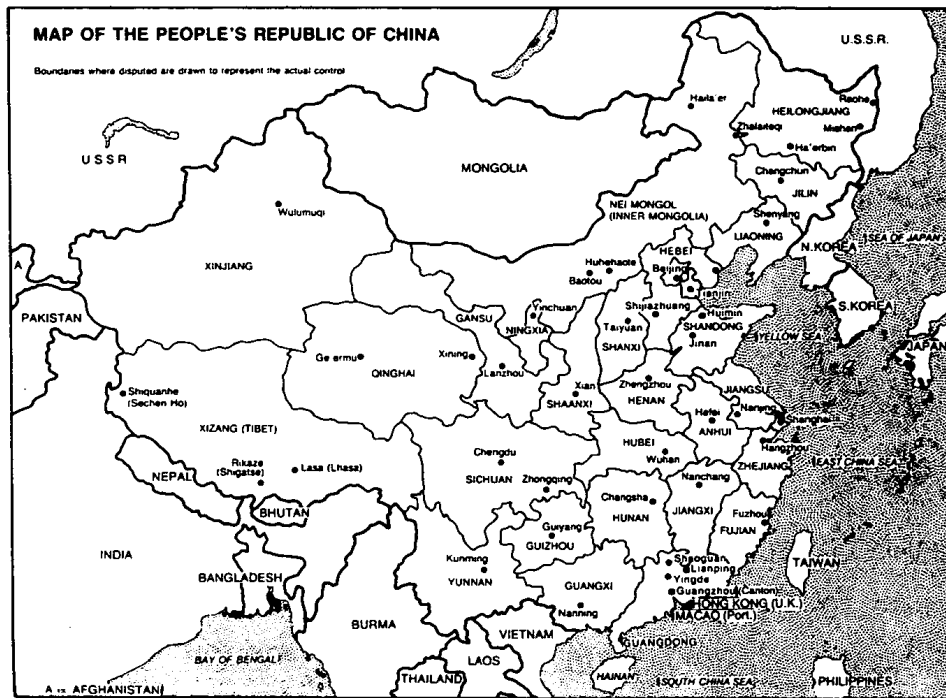 MAP OF THE PEOPLE'S REPUBLIC OF CHINA
Boundaries where disputed are drawn to represent the actual control
U.S.S.R.
U S S R
MONGOLIA
Haila'er
HEILONGJIANG
Raohe
Zhalaiteqi
Mishan
Ha'erbin
Changchun
JILIN
Wulumuqi
NEI MONGOL
(INNER MONGOLIA)
Shenyang
LIAONING
N.KOREA
SEA OF JAPAN
A
XINJIANG
HEBEI
Huhehaote
Beijing
Baotou
Tianjin
PAKISTAN
GANSU
Yinchuan
NINGXIA
Shijiazhuang
Huimin
Taiyuan
SHANDONG
Jinan
S.KOREA
YELLOW SEA
JAPAN
SHANXI
Ge'ermu
QINGHAI
Xining
Lanzhou
Shiquanhe
(Sechen Ho)
Xian
SHAANXI
Zhengzhou
HENAN
JIANGSU
Hefei
Nanjing
Shanghai
ANHUI
XIZANG (TIBET)
HUBEI
Wuhan
Hangzhou
ZHEJIANG
EAST CHINA SEA
Chengdu
SICHUAN
Rikaze
(Shigatse)
Lasa (Lhasa)
NEPAL
BHUTAN
Zhongqing
Changsha
HUNAN
Nanchang
JIANGXI
Fuzhou
FUJIAN
Guiyang
GUIZHOU
INDIA
BANGLADESH
Kunming
YUNNAN
GUANGXI
Nanning
Shaoguan
Lianping
Yingde
Guangzhou (Canton)
HONG KONG (U.K.)
MACAO (Port.)
TAIWAN
BURMA
VIETNAM
GUANGDONG
BAY OF BENGAL
LAOS
THAILAND
HAINAN
SOUTH CHINA SEA
PHILIPPINES
A = AFGHANISTAN